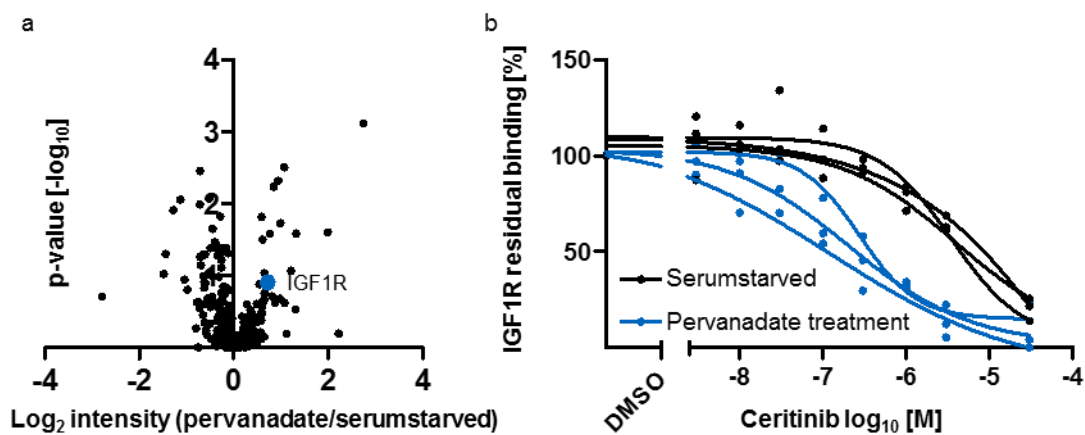 a
4
3
2
1
p-value [-log10]
IGF1R
-4
-2
0
2
4
Log2 intensity (pervanadate/serumstarved)
b
150
100
50
IGF1R residual binding [%]
Serumstarved
Pervanadate treatment
DMSO
-8
-7
-6
-5
-4
Ceritinib log10 [M]